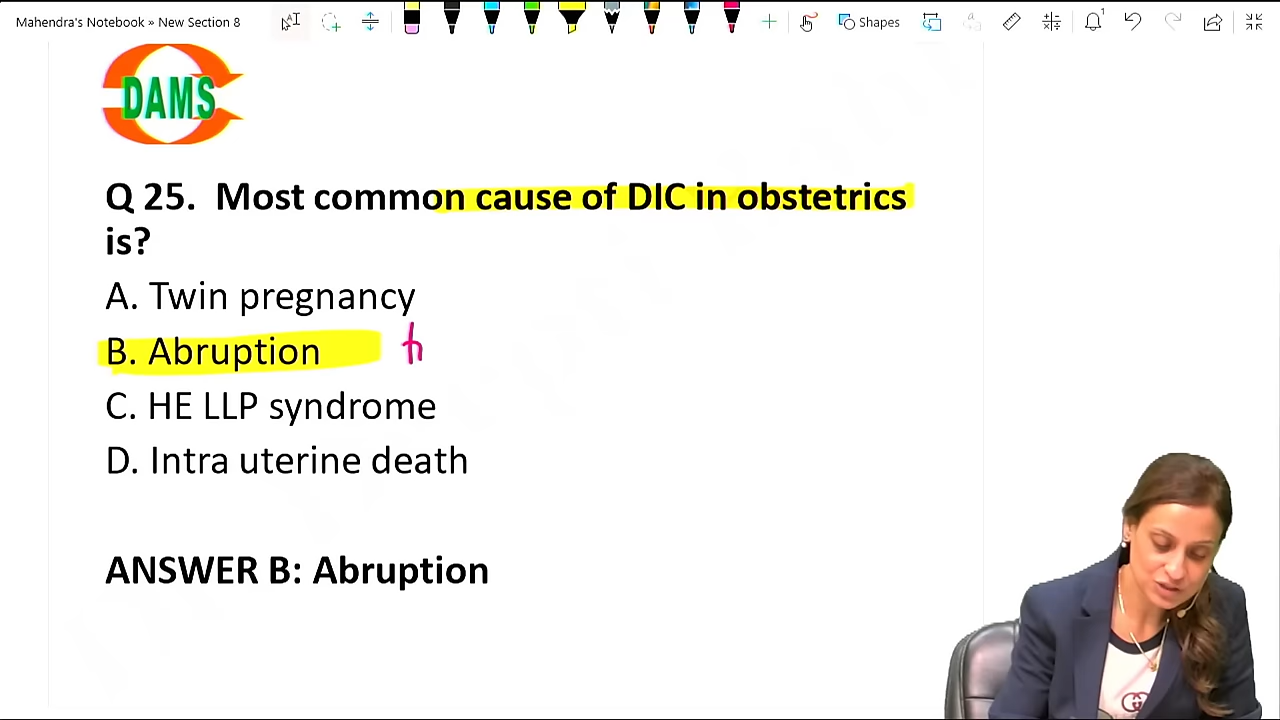 Mahendra's Notebook » New Section 8
Shapes
DAMS
Q 25. Most common cause of DIC in obstetrics
is?
A. Twin pregnancy
B. Abruption
C. HE LLP syndrome
D. Intra uterine death
ANSWER B: Abruption